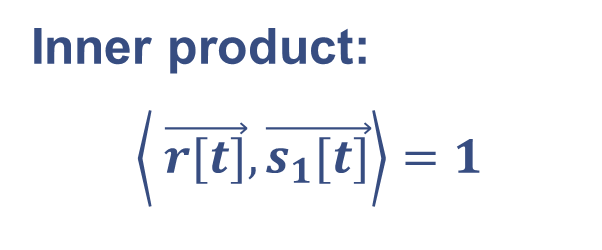 Inner product:
⟨r[t]⃗, s₁[t]⃗⟩ = 1